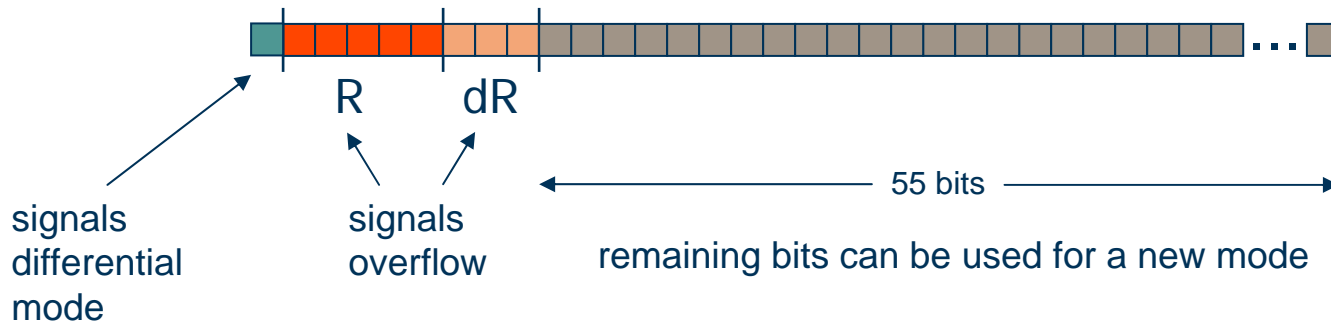 R dR
55 bits
signals
differential
mode
signals
overflow
remaining bits can be used for a new mode